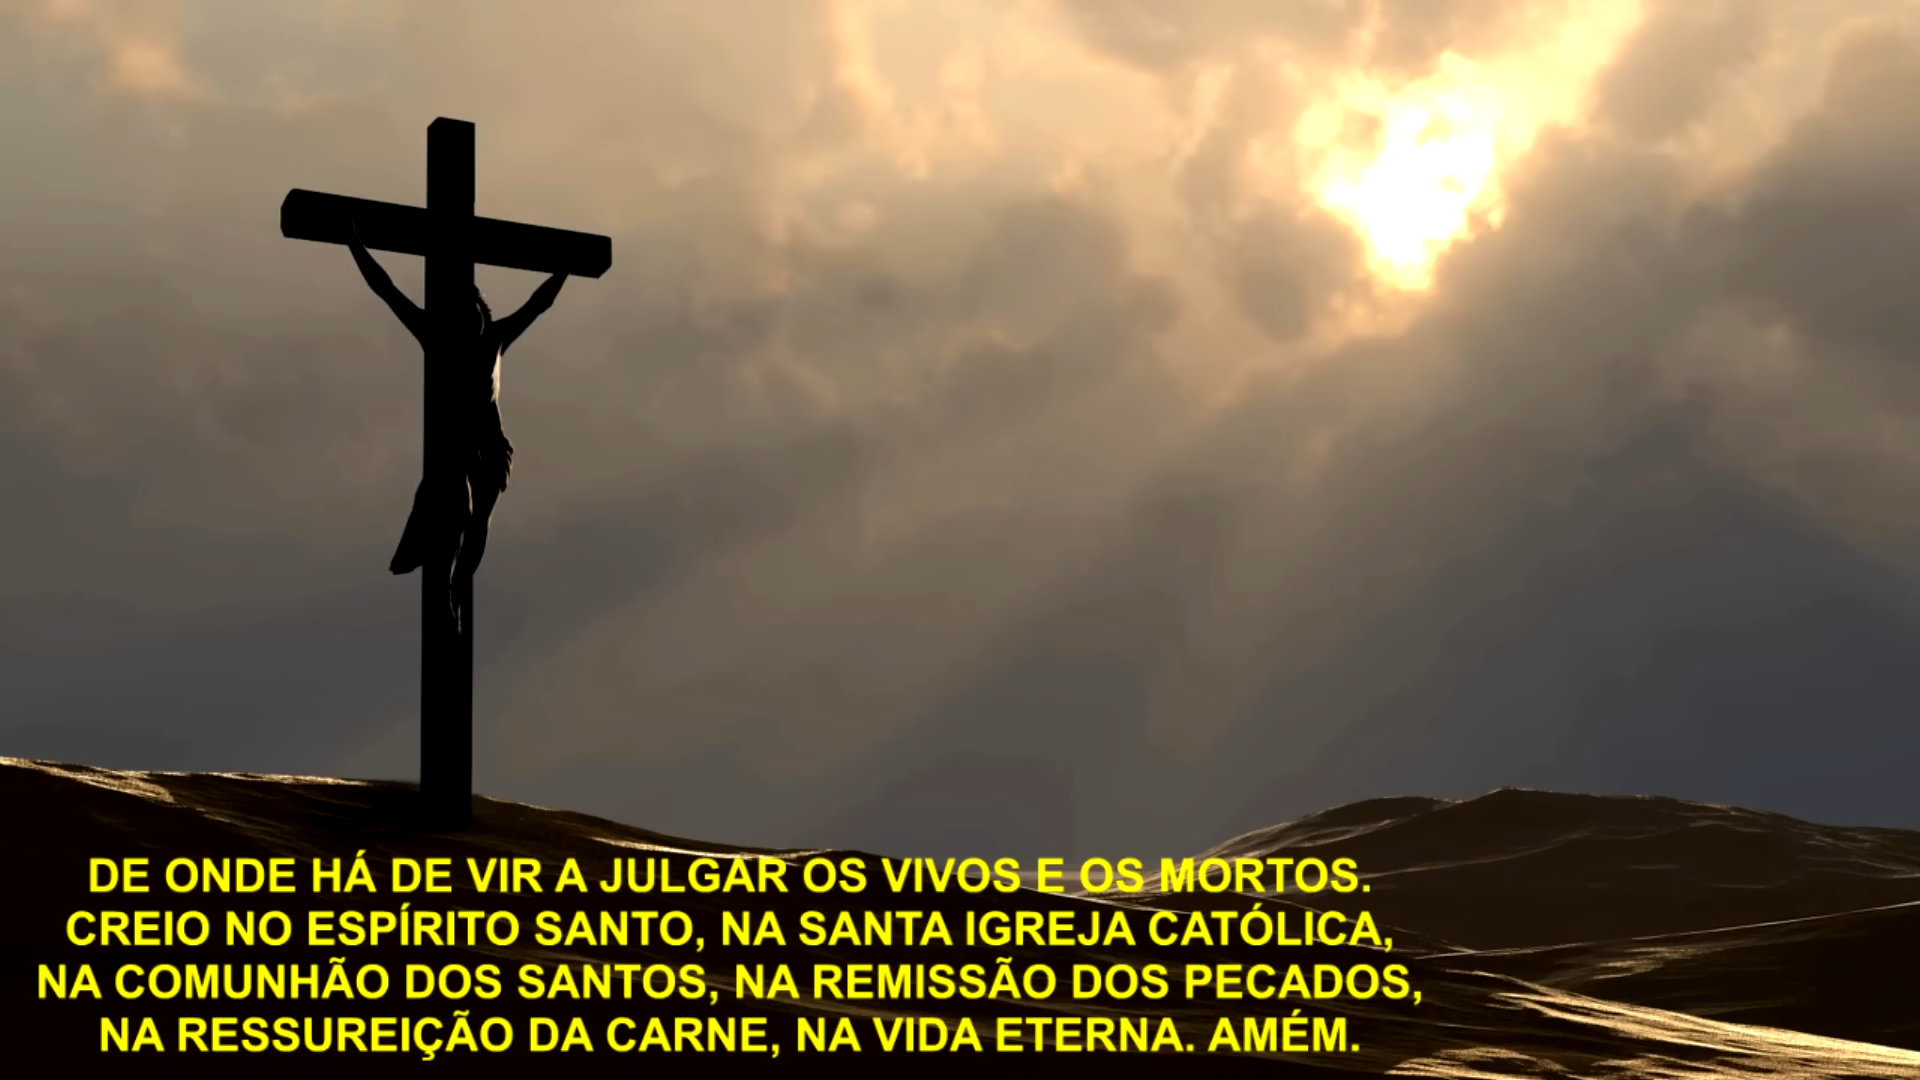 DE ONDE HÁ DE VIR A JULGAR OS VIVOS E OS MORTOS.
CREIO NO ESPÍRITO SANTO, NA SANTA IGREJA CATÓLICA,
NA COMUNHÃO DOS SANTOS, NA REMISSÃO DOS PECADOS,
NA RESSUREIÇÃO DA CARNE, NA VIDA ETERNA. AMÉM.